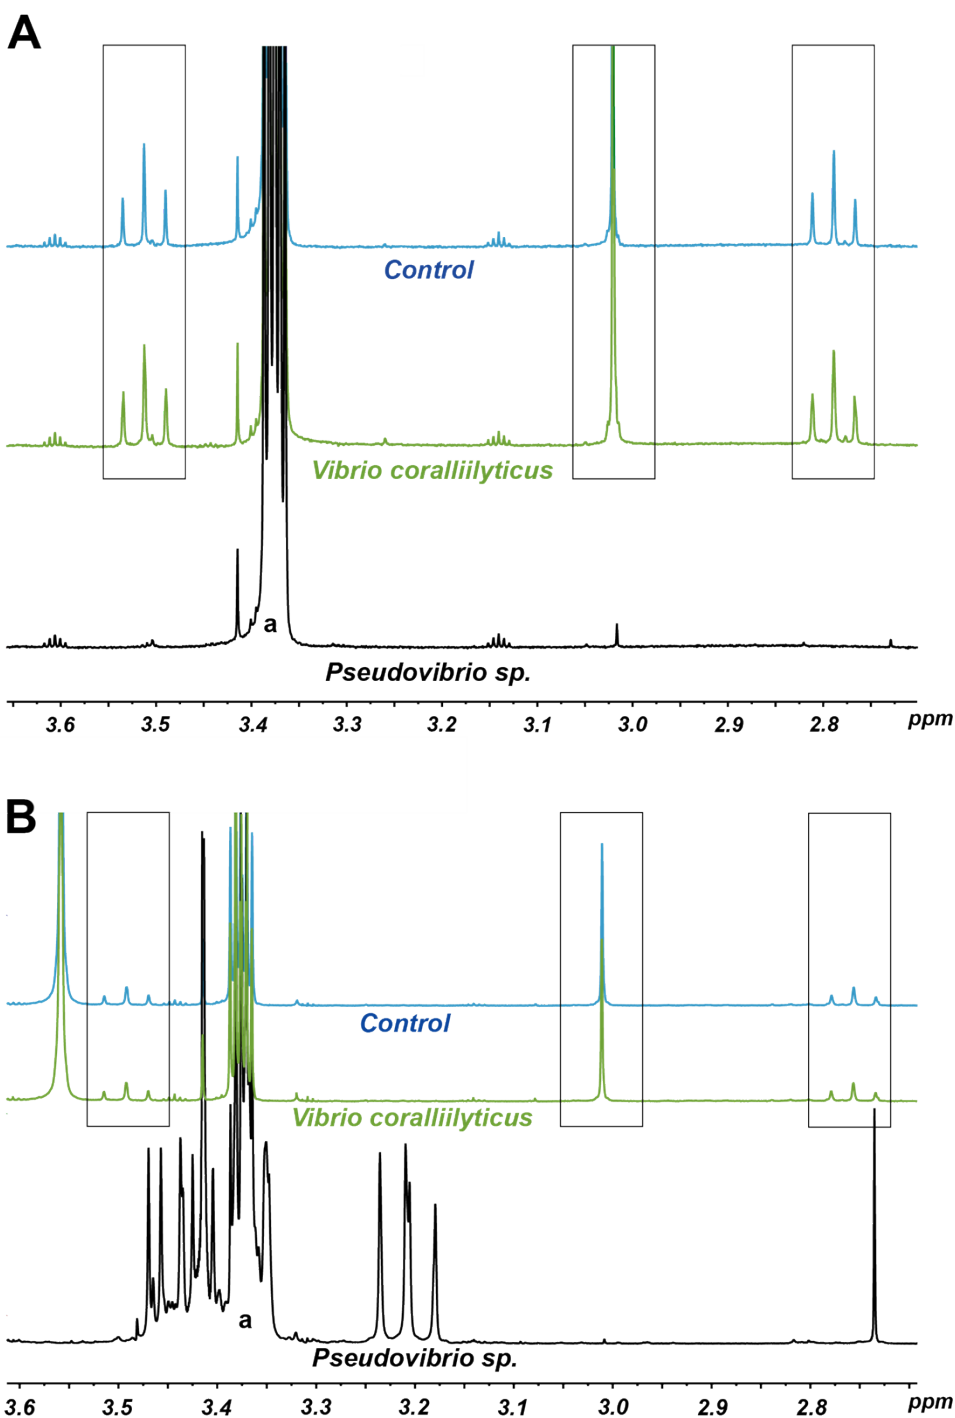 A
Control
Vibrio coralliilyticus
a
Pseudovibrio sp.
3.6 3.5 3.4 3.3 3.2 3.1 3.0 2.9 2.8 ppm
B
Control
Vibrio coralliilyticus
a
Pseudovibrio sp.
3.6 3.5 3.4 3.3 3.2 3.1 3.0 2.9 2.8 ppm